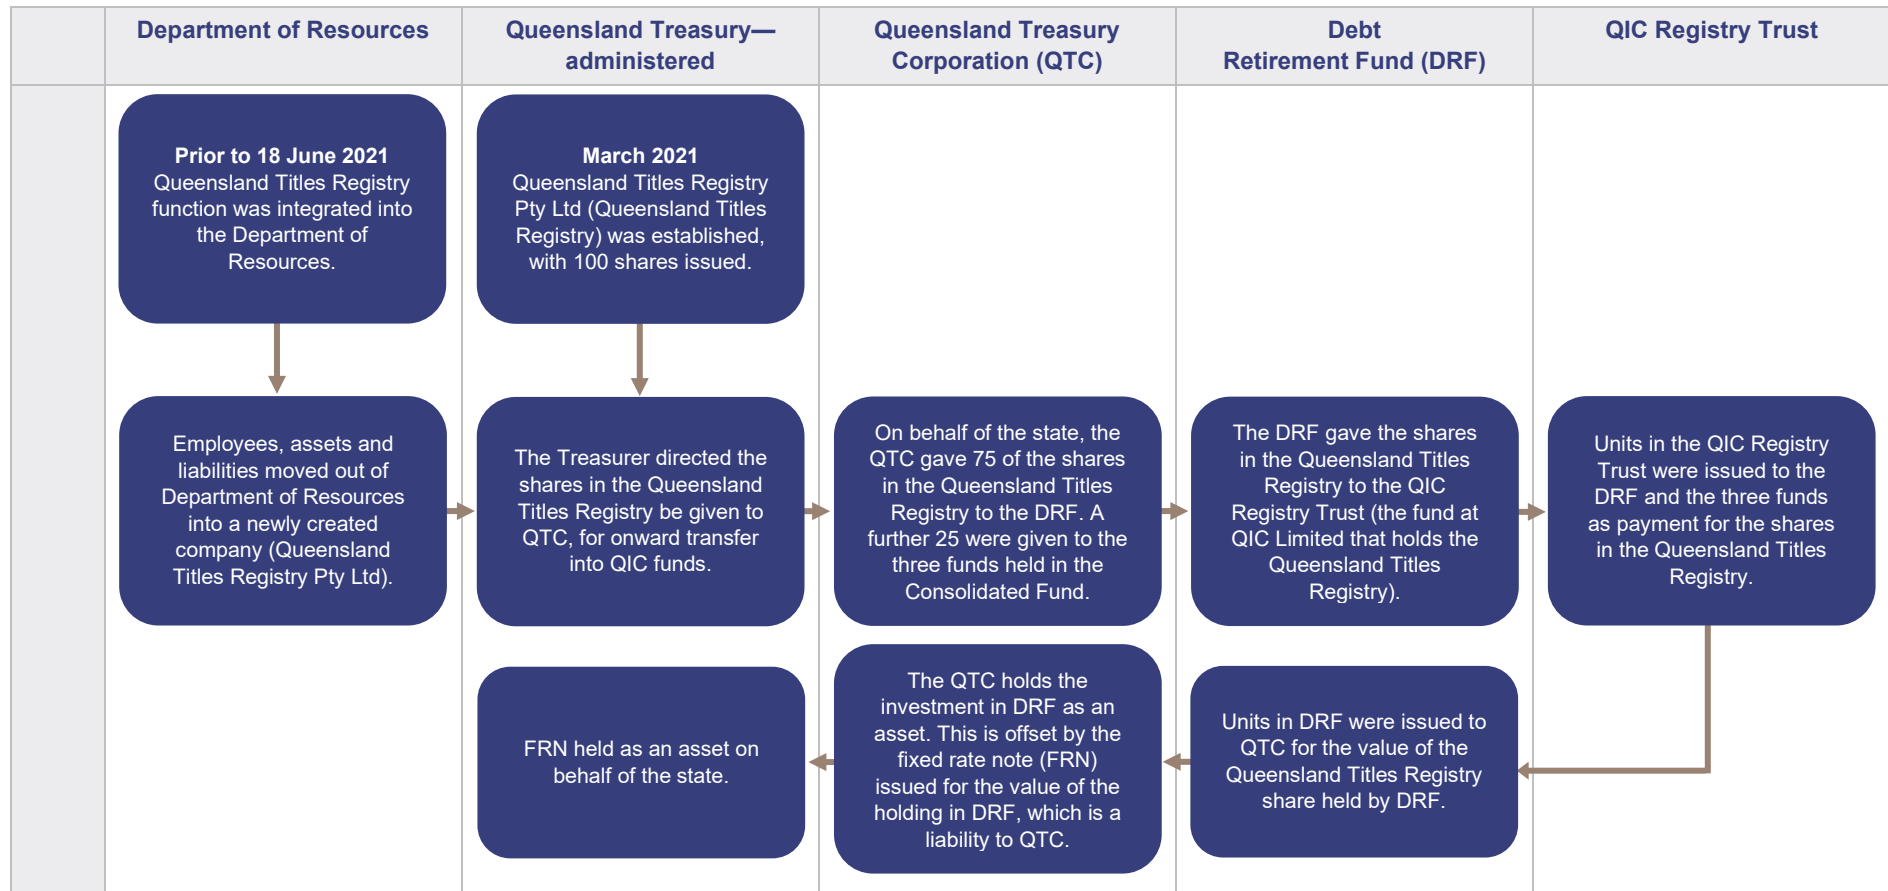 Department of Resources
Queensland Treasury—
administered
Queensland Treasury
Corporation (QTC)
Debt
Retirement Fund (DRF)
QIC Registry Trust
Prior to 18 June 2021
Queensland Titles Registry
function was integrated into
the Department of
Resources.
March 2021
Queensland Titles Registry
Pty Ltd (Queensland Titles
Registry) was established,
with 100 shares issued.
Employees, assets and
liabilities moved out of
Department of Resources
into a newly created
company (Queensland
Titles Registry Pty Ltd).
The Treasurer directed the
shares in the Queensland
Titles Registry be given to
QTC, for onward transfer
into QIC funds.
On behalf of the state, the
QTC gave 75 of the shares
in the Queensland Titles
Registry to the DRF. A
further 25 were given to the
three funds held in the
Consolidated Fund.
The DRF gave the shares
in the Queensland Titles
Registry to the QIC
Registry Trust (the fund at
QIC Limited that holds the
Queensland Titles
Registry).
Units in the QIC Registry
Trust were issued to the
DRF and the three funds
as payment for the shares
in the Queensland Titles
Registry.
FRN held as an asset on
behalf of the state.
The QTC holds the
investment in DRF as an
asset. This is offset by the
fixed rate note (FRN)
issued for the value of the
holding in DRF, which is a
liability to QTC.
Units in DRF were issued to
QTC for the value of the
Queensland Titles Registry
share held by DRF.